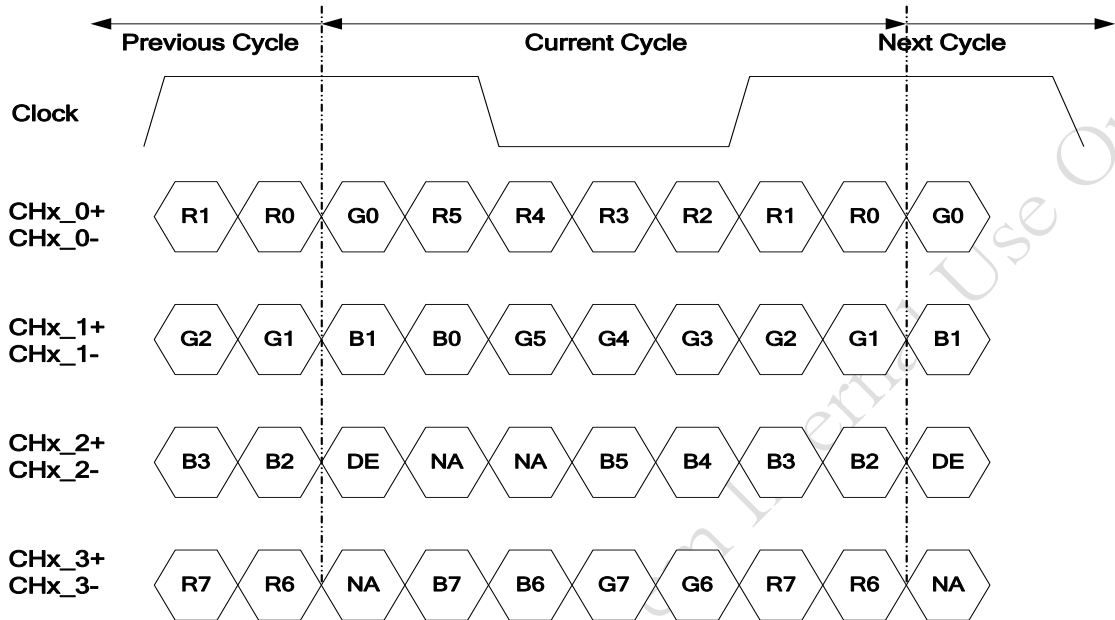 Previous Cycle Current Cycle Next Cycle
Clock
CHx_0+
CHx_0-
R1 R0 G0 R5 R4 R3 R2 R1 R0 G0
CHx_1+
CHx_1-
G2 G1 B1 B0 G5 G4 G3 G2 G1 B1
CHx_2+
CHx_2-
B3 B2 DE NA NA B5 B4 B3 B2 DE
CHx_3+
CHx_3-
R7 R6 NA B7 B6 G7 G6 R7 R6 NA
Use